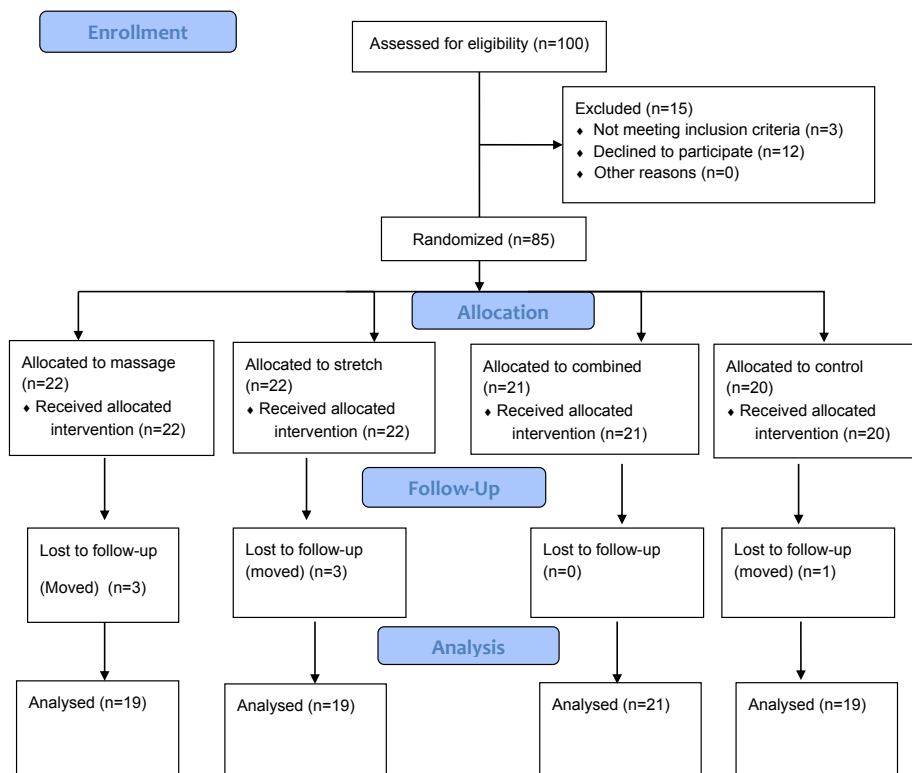 Enrollment
Assessed for eligibility (n=100)
Excluded (n=15)
♦ Not meeting inclusion criteria (n=3)
♦ Declined to participate (n=12)
♦ Other reasons (n=0)
Randomized (n=85)
Allocation
Allocated to massage
(n=22)
♦ Received allocated
intervention (n=22)
Allocated to stretch
(n=22)
♦ Received allocated
intervention (n=22)
Allocated to combined
(n=21)
♦ Received allocated
intervention (n=21)
Allocated to control
(n=20)
♦ Received allocated
intervention (n=20)
Follow-Up
Lost to follow-up
(Moved) (n=3)
Lost to follow-up
(moved) (n=3)
Lost to follow-up
(n=0)
Lost to follow-up
(moved) (n=1)
Analysis
Analysed (n=19)
Analysed (n=19)
Analysed (n=21)
Analysed (n=19)